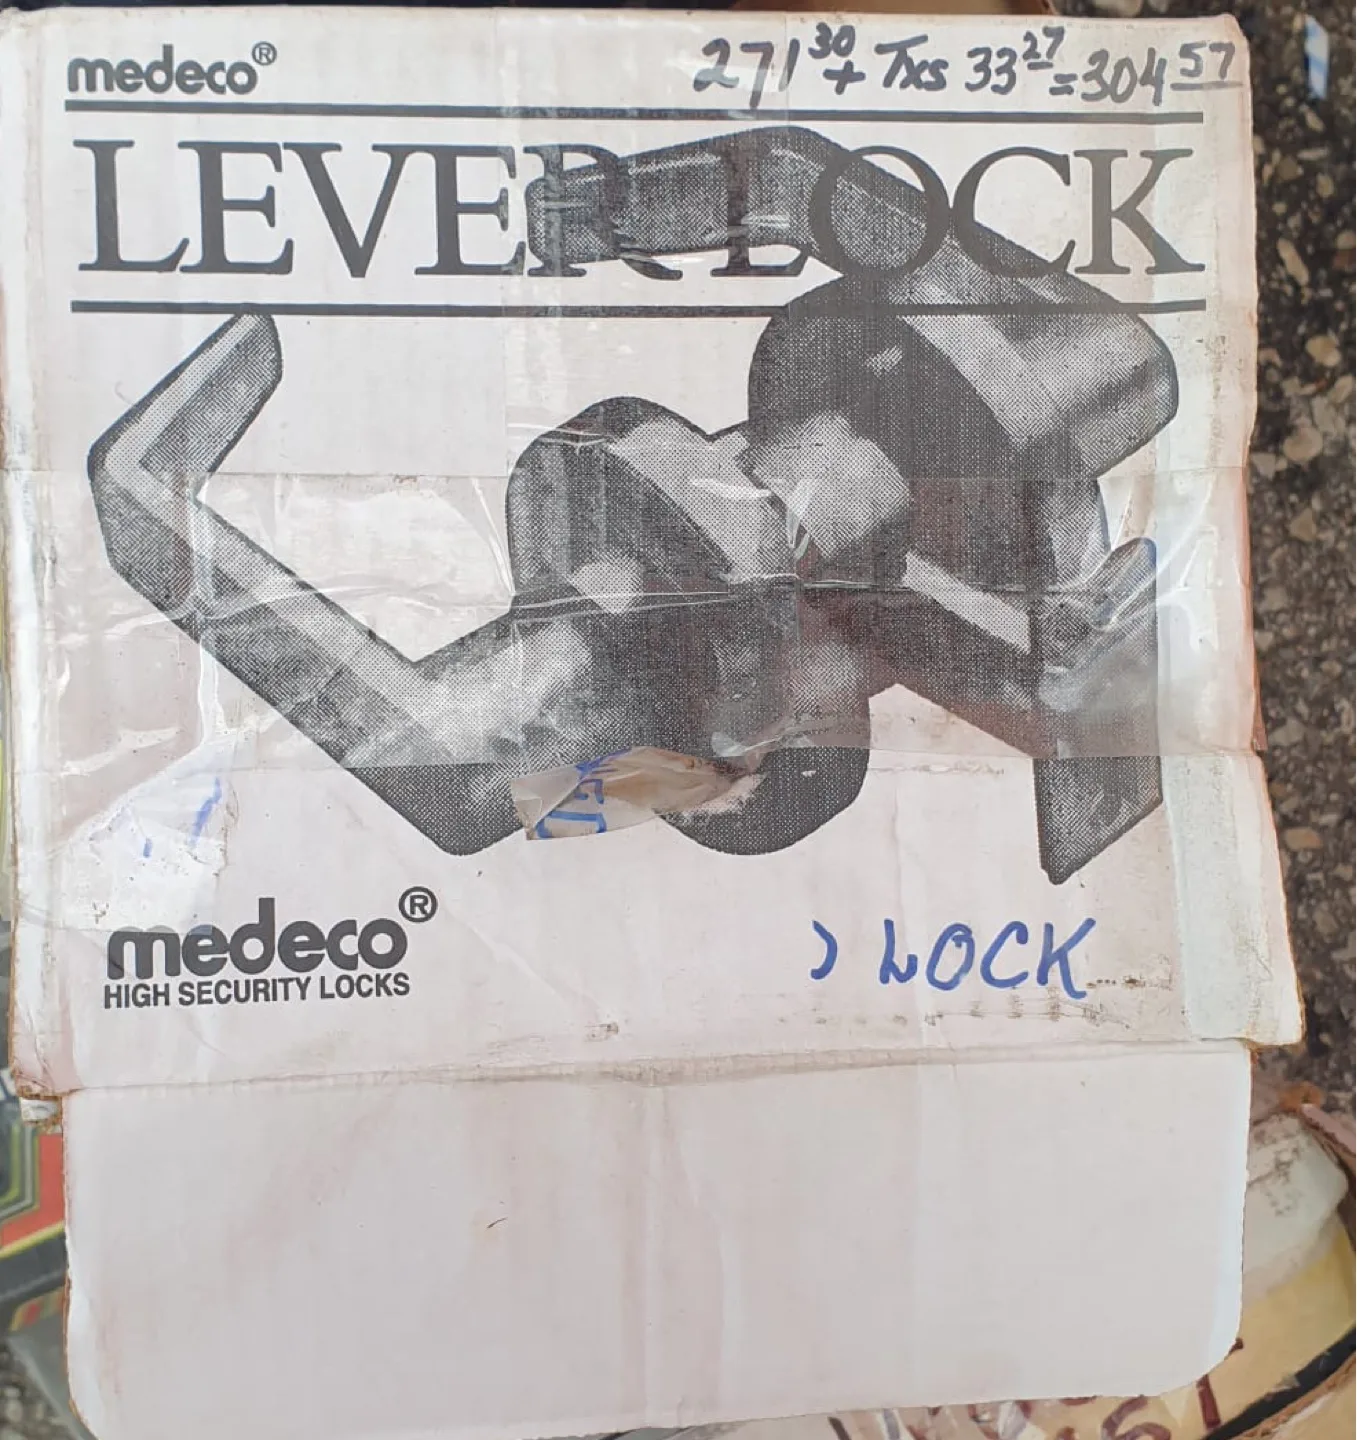 medeco®
271 30 + Txs 33 27 = 304 57
LEVER LOCK
medeco®
HIGH SECURITY LOCKS
LOCK